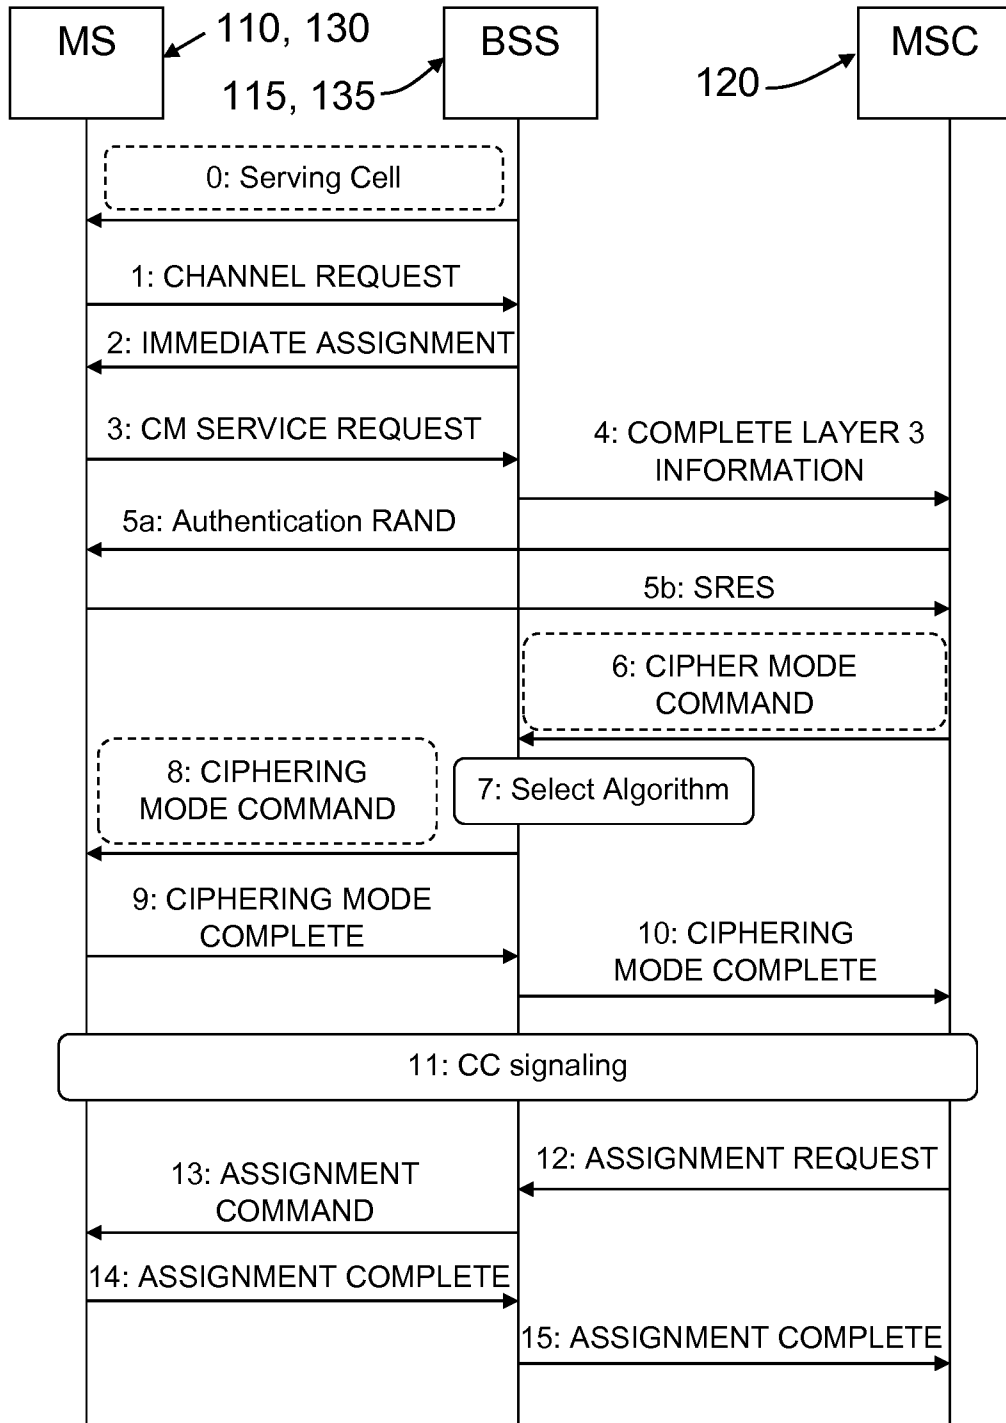 MS
110, 130
BSS
MSC
115, 135
120
0: Serving Cell
1: CHANNEL REQUEST
2: IMMEDIATE ASSIGNMENT
3: CM SERVICE REQUEST
4: COMPLETE LAYER 3
INFORMATION
5a: Authentication RAND
5b: SRES
6: CIPHER MODE
COMMAND
8: CIPHERING
MODE COMMAND
7: Select Algorithm
9: CIPHERING MODE
COMPLETE
10: CIPHERING
MODE COMPLETE
11: CC signaling
12: ASSIGNMENT REQUEST
13: ASSIGNMENT
COMMAND
14: ASSIGNMENT COMPLETE
15: ASSIGNMENT COMPLETE